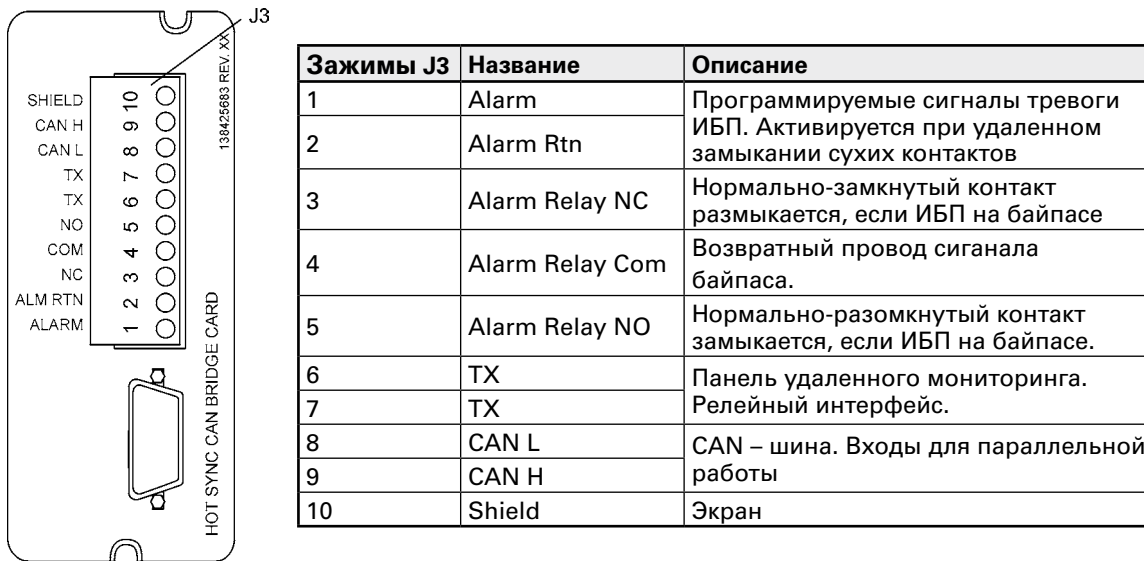 J3
138425683 REV. XX
SHIELD 10
CAN H 9
CAN L 8
TX 7
TX 6
NO 5
COM 4
NC 3
ALM RTN 2
ALARM 1
HOT SYNC CAN BRIDGE CARD
Зажимы J3 Название Описание
1 Alarm Программируемые сигналы тревоги
ИБП. Активируется при удаленном
2 Alarm Rtn
замыкании сухих контактов
3 Alarm Relay NC Нормально-замкнутый контакт
размыкается, если ИБП на байпасе
4 Alarm Relay Com Возвратный провод сиганала
байпаса.
5 Alarm Relay NO Нормально-разомкнутый контакт
замыкается, если ИБП на байпасе.
6 TX Панель удаленного мониторинга.
7 TX Релейный интерфейс.
8 CAN L CAN – шина. Входы для параллельной
9 CAN H работы
10 Shield Экран